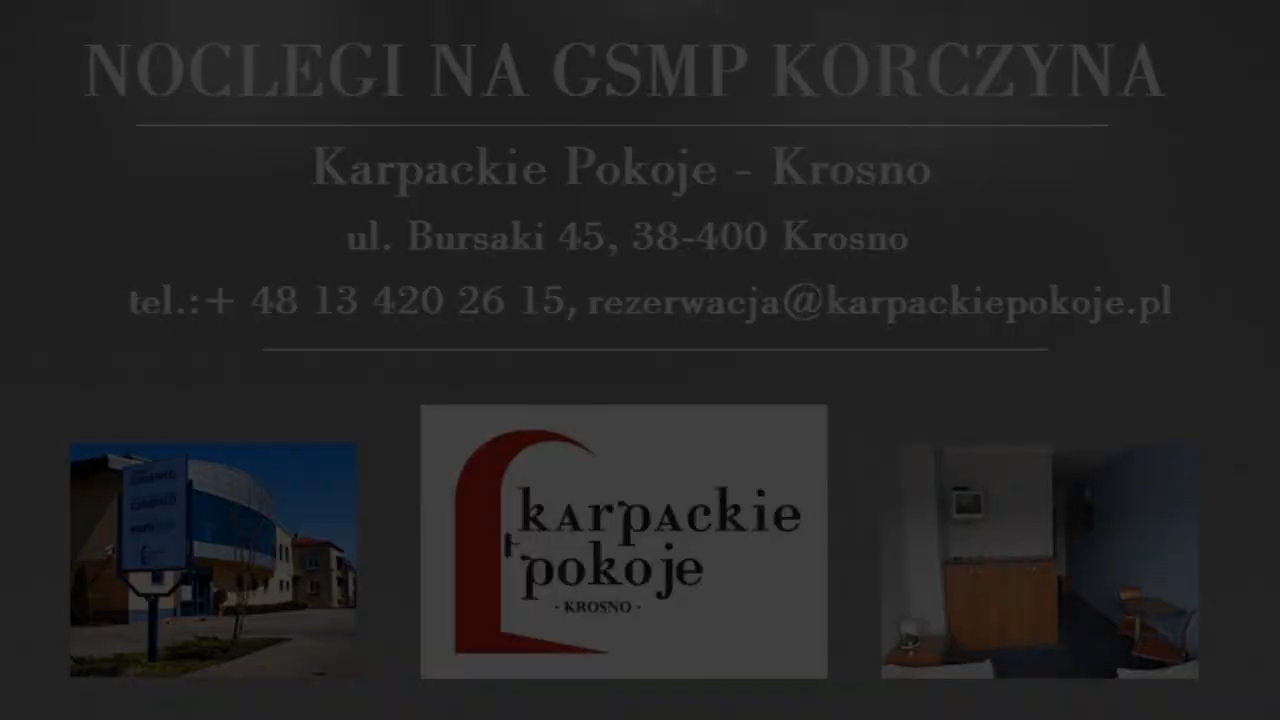 NOCLEGI NA GSMP KORCZYNA
Karpackie Pokoje - Krosno
ul. Bursaki 45, 38-400 Krosno
tel.:+ 48 13 420 26 15, rezerwacja@karpackiepokoje.pl
karpackie
pokoje
- KROSNO -